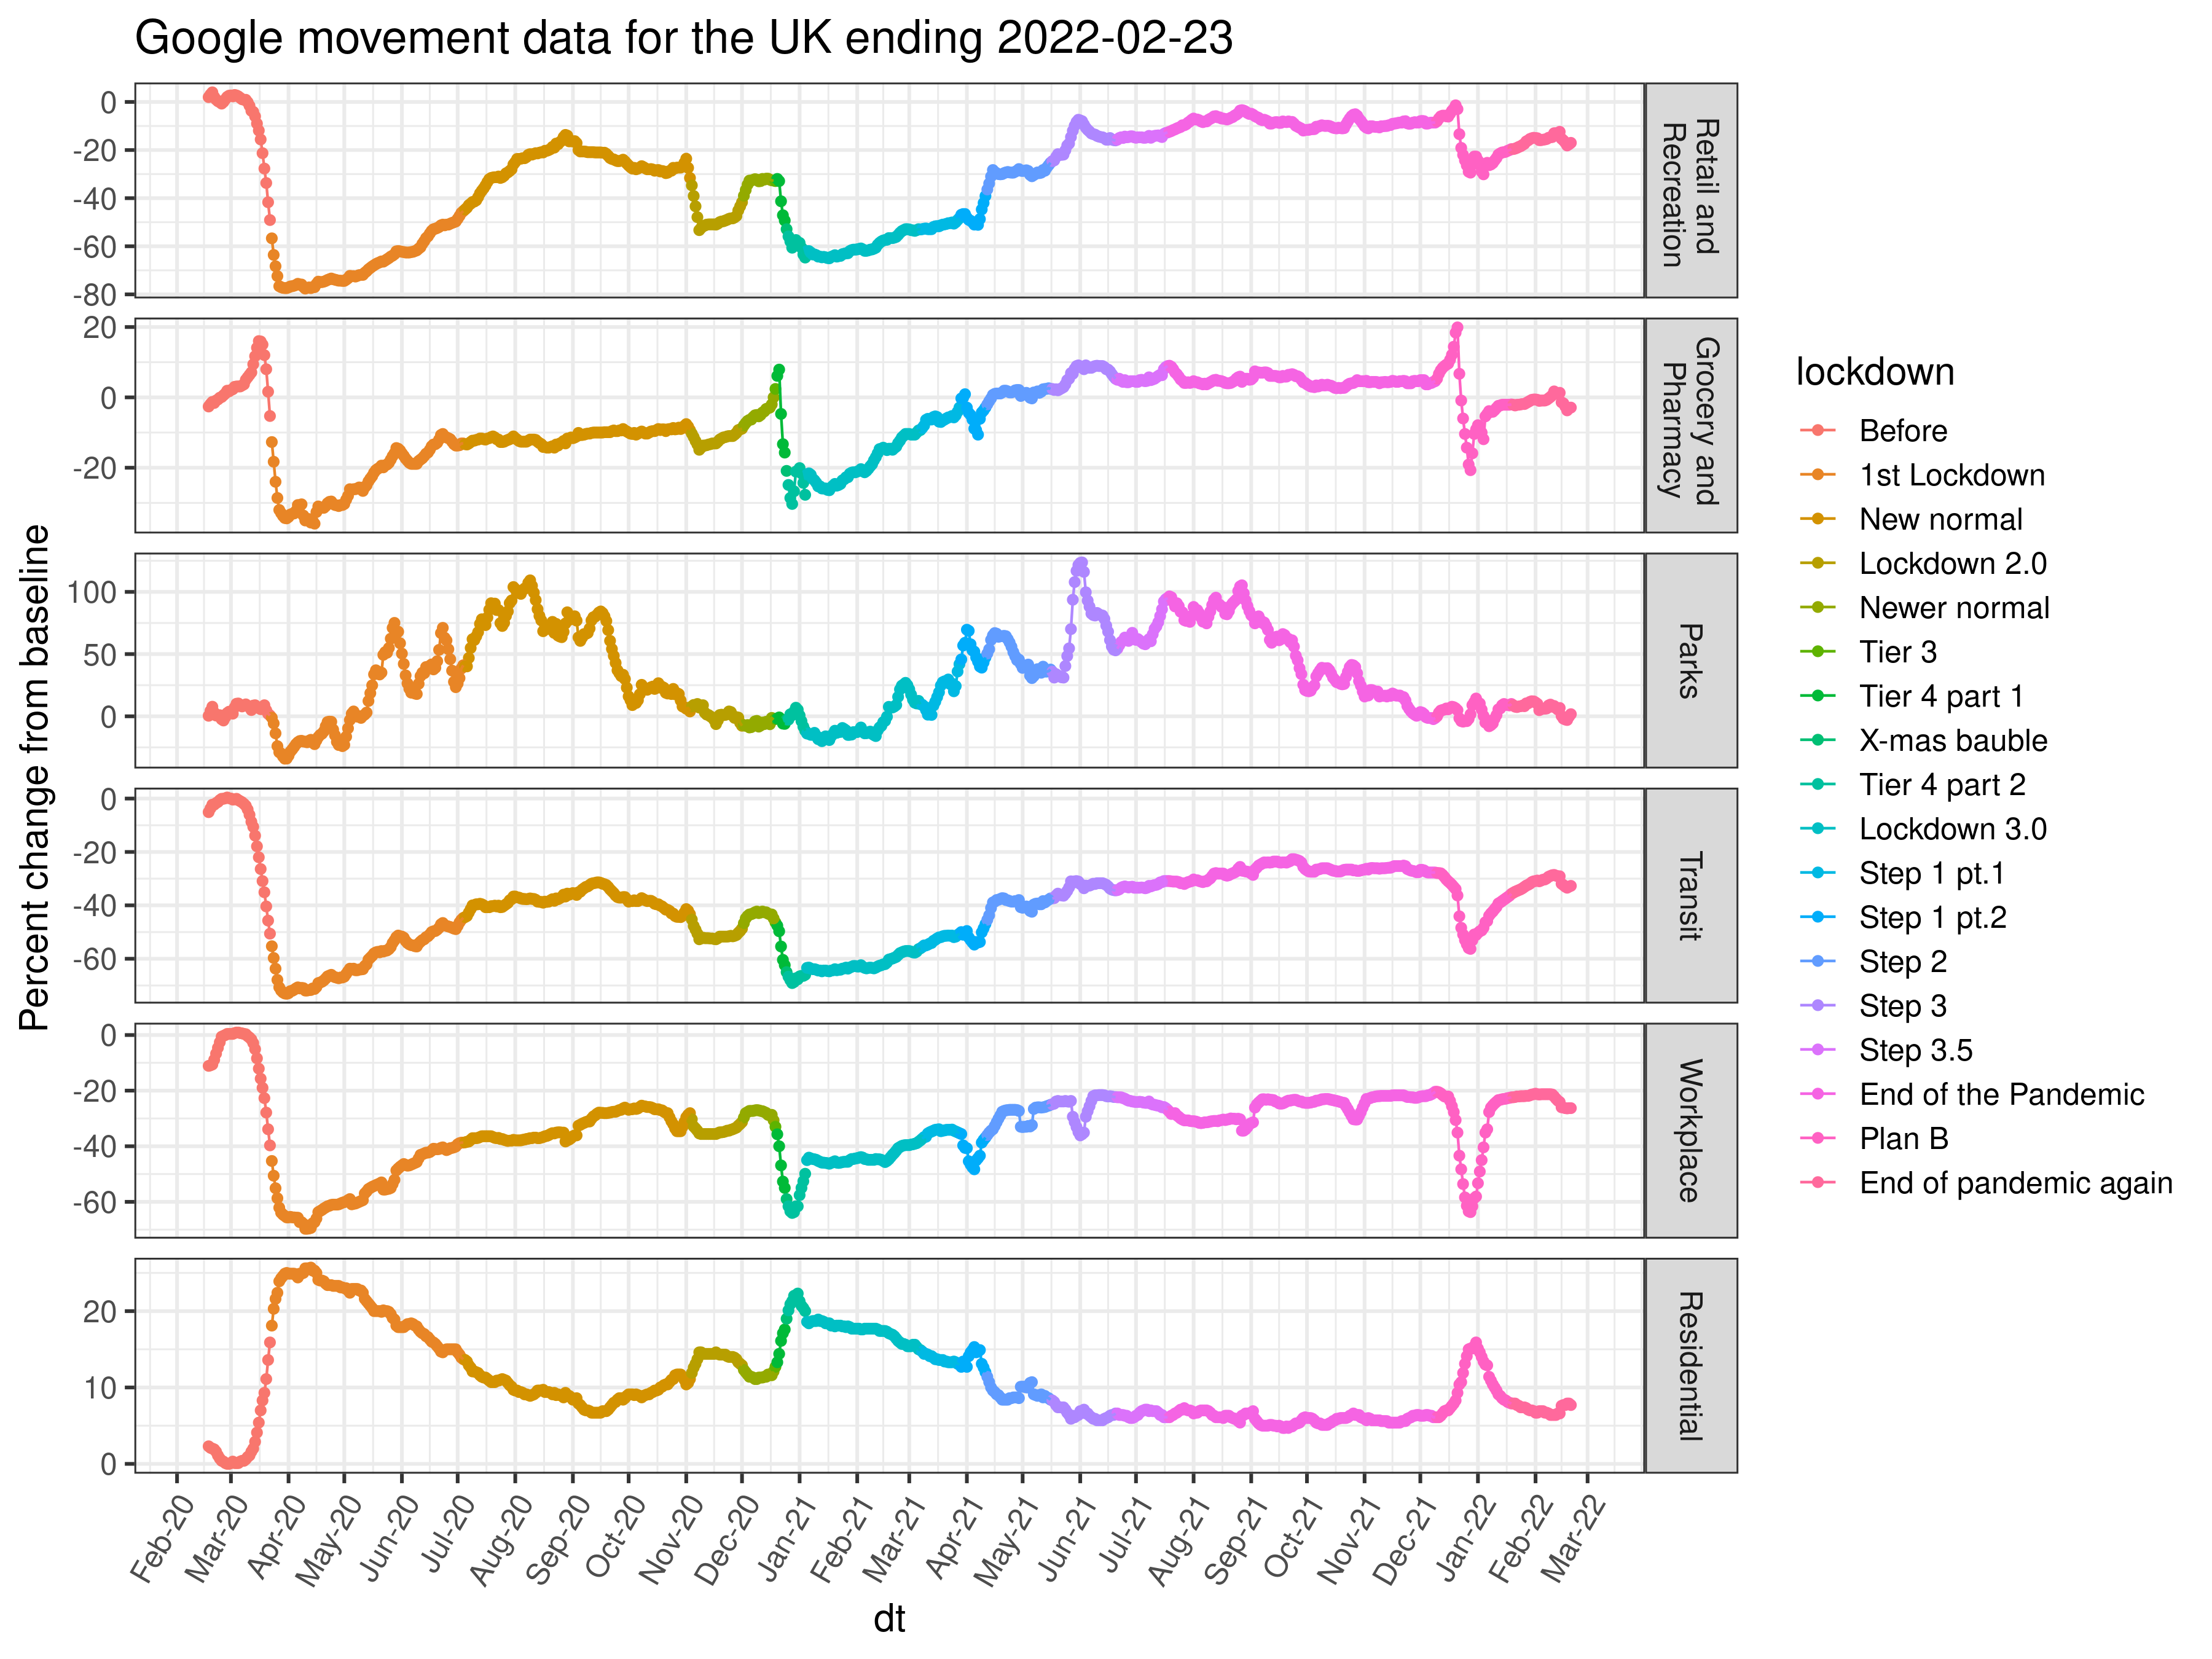 Google movement data for the UK ending 2022-02-23
Percent change from baseline
0
-20
-40
-60
-80
Retail and
Recreation
20
0
-20
Grocery and
Pharmacy
100
50
0
Parks
0
-20
-40
-60
Transit
0
-20
-40
-60
Workplace
20
10
0
Residential
Feb-20
Mar-20
Apr-20
May-20
Jun-20
Jul-20
Aug-20
Sep-20
Oct-20
Nov-20
Dec-20
Jan-21
Feb-21
Mar-21
Apr-21
May-21
Jun-21
Jul-21
Aug-21
Sep-21
Oct-21
Nov-21
Dec-21
Jan-22
Feb-22
Mar-22
dt
lockdown
Before
1st Lockdown
New normal
Lockdown 2.0
Newer normal
Tier 3
Tier 4 part 1
X-mas bauble
Tier 4 part 2
Lockdown 3.0
Step 1 pt.1
Step 1 pt.2
Step 2
Step 3
Step 3.5
End of the Pandemic
Plan B
End of pandemic again